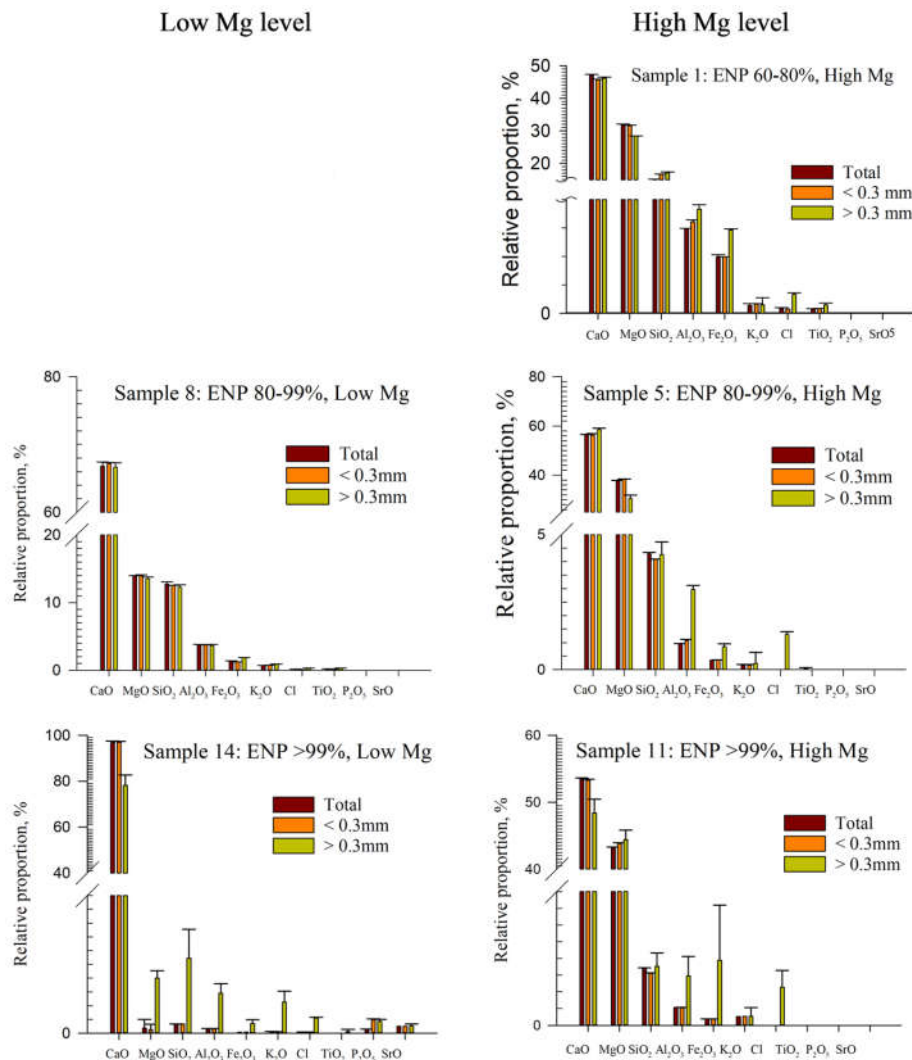 Low Mg level
High Mg level
Sample 1: ENP 60-80%, High Mg
Relative proportion, %
50
40
30
20
0
Total
< 0.3 mm
> 0.3 mm
CaO MgO SiO₂ Al₂O₃ Fe₂O₃ K₂O Cl TiO₂ P₂O₅ SrO5
Sample 8: ENP 80-99%, Low Mg
Relative proportion, %
80
60
20
10
0
Total
< 0.3mm
> 0.3mm
CaO MgO SiO₂ Al₂O₃ Fe₂O₃ K₂O Cl TiO₂ P₂O₅ SrO
Sample 5: ENP 80-99%, High Mg
Relative proportion, %
80
60
40
5
0
Total
< 0.3mm
> 0.3mm
CaO MgO SiO₂ Al₂O₃ Fe₂O₃ K₂O Cl TiO₂ P₂O₅ SrO
Sample 14: ENP >99%, Low Mg
Relative proportion, %
100
80
60
40
0
Total
< 0.3mm
> 0.3mm
CaO MgO SiO₂ Al₂O₃ Fe₂O₃ K₂O Cl TiO₂ P₂O₅ SrO
Sample 11: ENP >99%, High Mg
Relative proportion, %
60
50
40
0
Total
< 0.3mm
> 0.3mm
CaO MgO SiO₂ Al₂O₃ Fe₂O₃ K₂O Cl TiO₂ P₂O₅ SrO